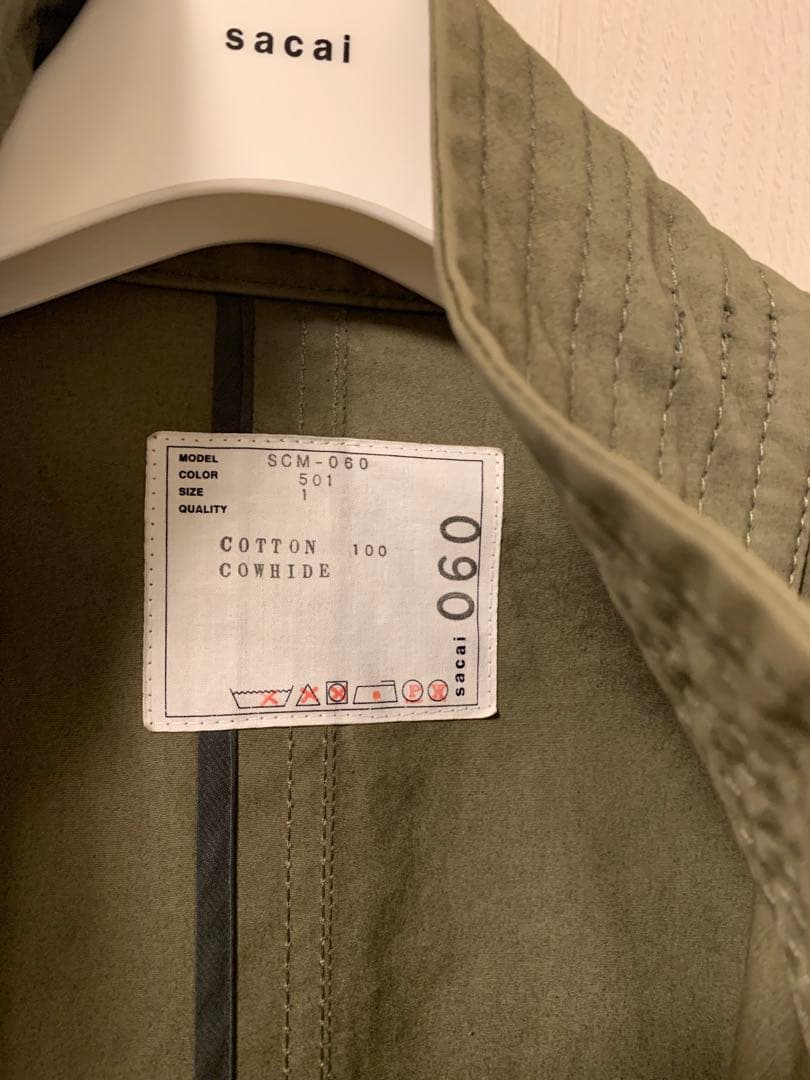 sacai
MODEL SCM-060
COLOR 501
SIZE 1
QUALITY
COTTON 100
COWHIDE
sacai 060
P W